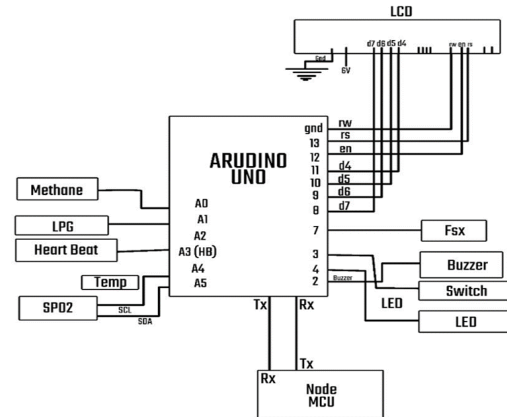 LCD
d7 d6 d5 d4
rw en rs
Gnd
6V
ARUDINO
UNO
gnd
13
12
11
10
9
8
7
3
4
2
rw
rs
en
d4
d5
d6
d7
A0
A1
A2
A3 (HB)
A4
A5
Methane
LPG
Heart Beat
Temp
SPO2
SCL
SDA
Fsx
Buzzer
Buzzer
Switch
LED
LED
Tx
Rx
Tx
Rx
Node
MCU